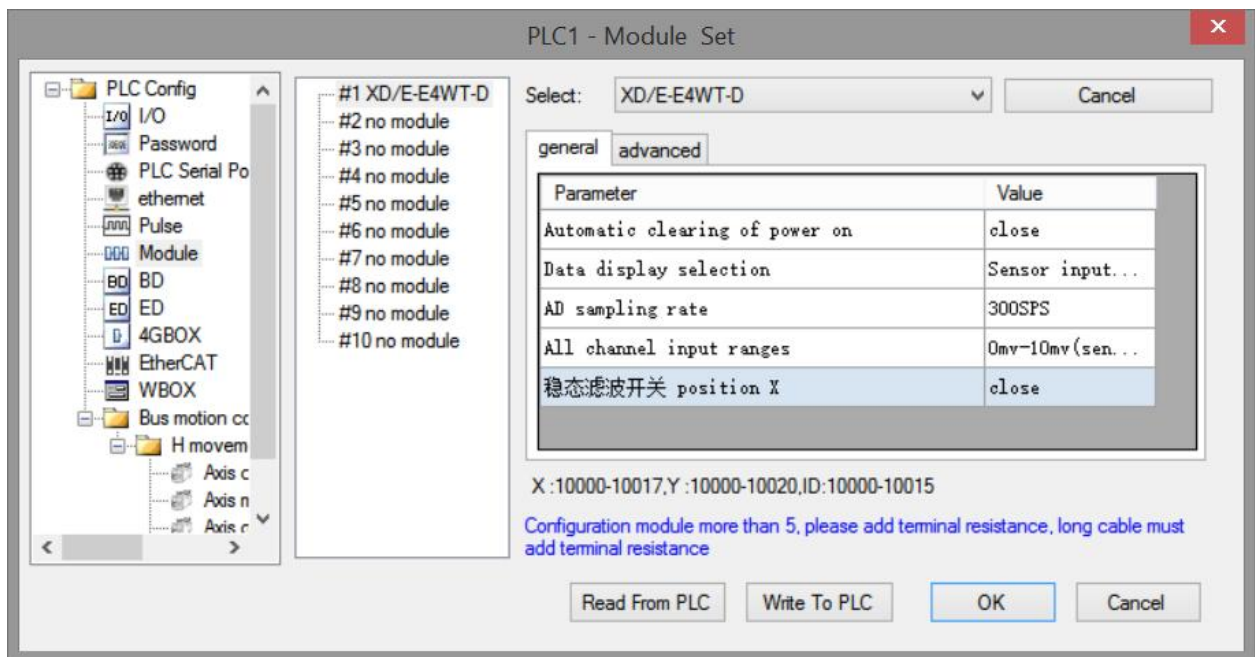 PLC1 - Module Set
PLC Config
I/O
Password
PLC Serial Po
ethernet
Pulse
Module
BD
ED
4GBOX
EtherCAT
WBOX
Bus motion cc
H movem
Axis c
Axis n
Axis c
#1 XD/E-E4WT-D
#2 no module
#3 no module
#4 no module
#5 no module
#6 no module
#7 no module
#8 no module
#9 no module
#10 no module
Select: XD/E-E4WT-D Cancel
general advanced
Parameter Value
Automatic clearing of power on close
Data display selection Sensor input...
AD sampling rate 300SPS
All channel input ranges 0mv-10mv(sen...
稳态滤波开关 position X close
X :10000-10017,Y :10000-10020,ID:10000-10015
Configuration module more than 5, please add terminal resistance, long cable must
add terminal resistance
Read From PLC Write To PLC OK Cancel